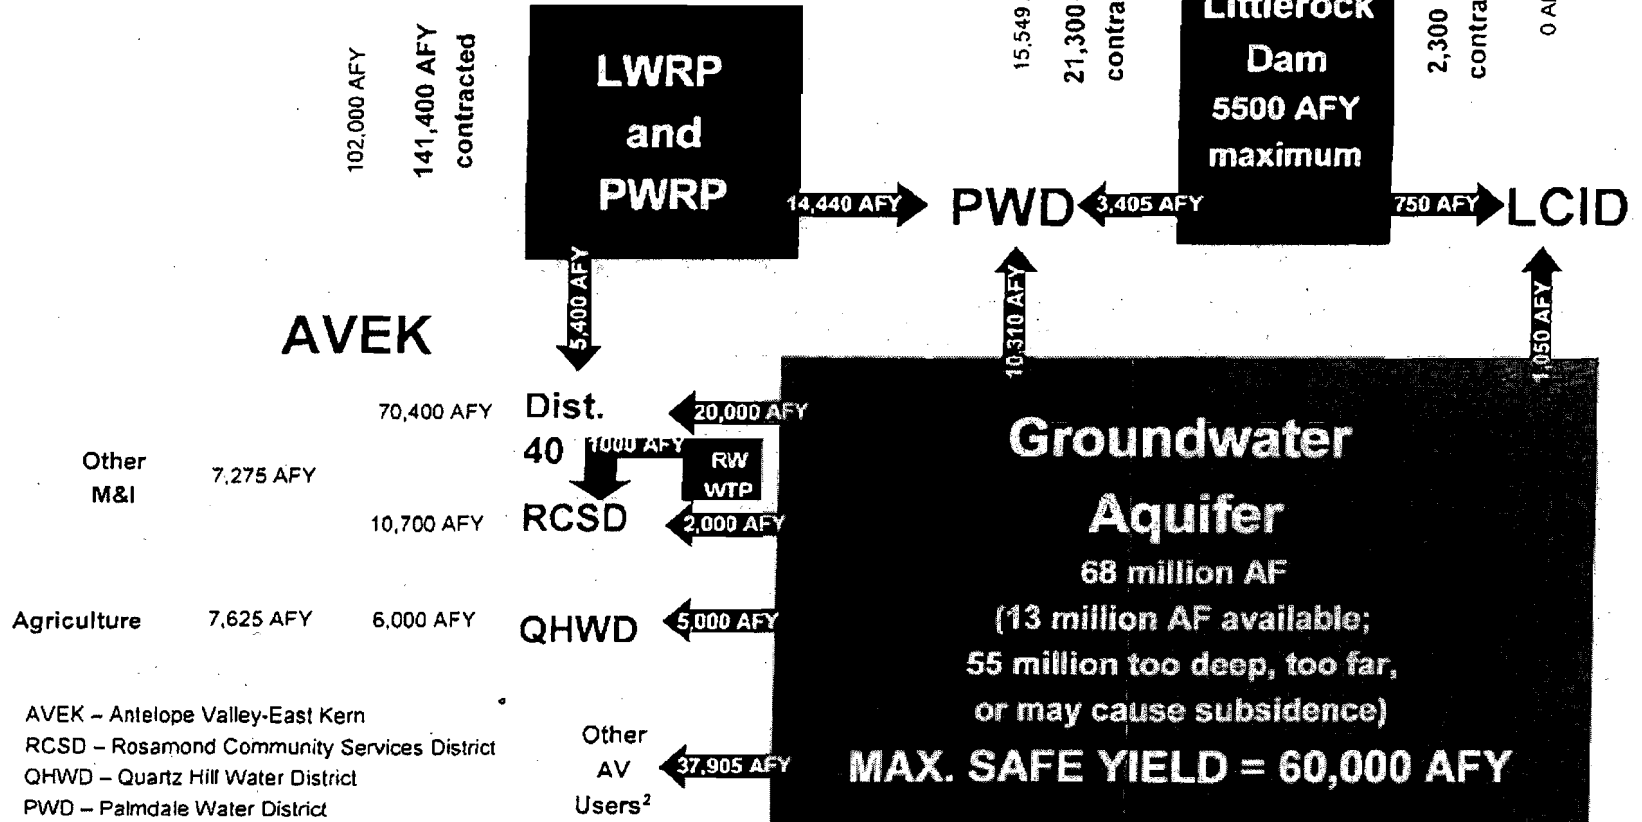 102,000 AFY
141,400 AFY
contracted
LWRP
and
PWRP
15,549
21,300
Littlerock
Dam
5500 AFY
maximum
2,300
14,440 AFY
PWD
3,405 AFY
750 AFY
LCID
5,400 AFY
10,310 AFY
1,050 AFY
AVEK
70,400 AFY
Dist.
40
20,000 AFY
1000 AFY
RW
WTP
Other
M&I
7,275 AFY
10,700 AFY
RCSD
2,000 AFY
Agriculture
7,625 AFY
6,000 AFY
QHWD
5,000 AFY
Groundwater
Aquifer
68 million AF
(13 million AF available;
55 million too deep, too far,
or may cause subsidence)
MAX. SAFE YIELD = 60,000 AFY
Other
AV
Users²
37,905 AFY
AVEK – Antelope Valley-East Kern
RCSD – Rosamond Community Services District
QHWD – Quartz Hill Water District
PWD – Palmdale Water District